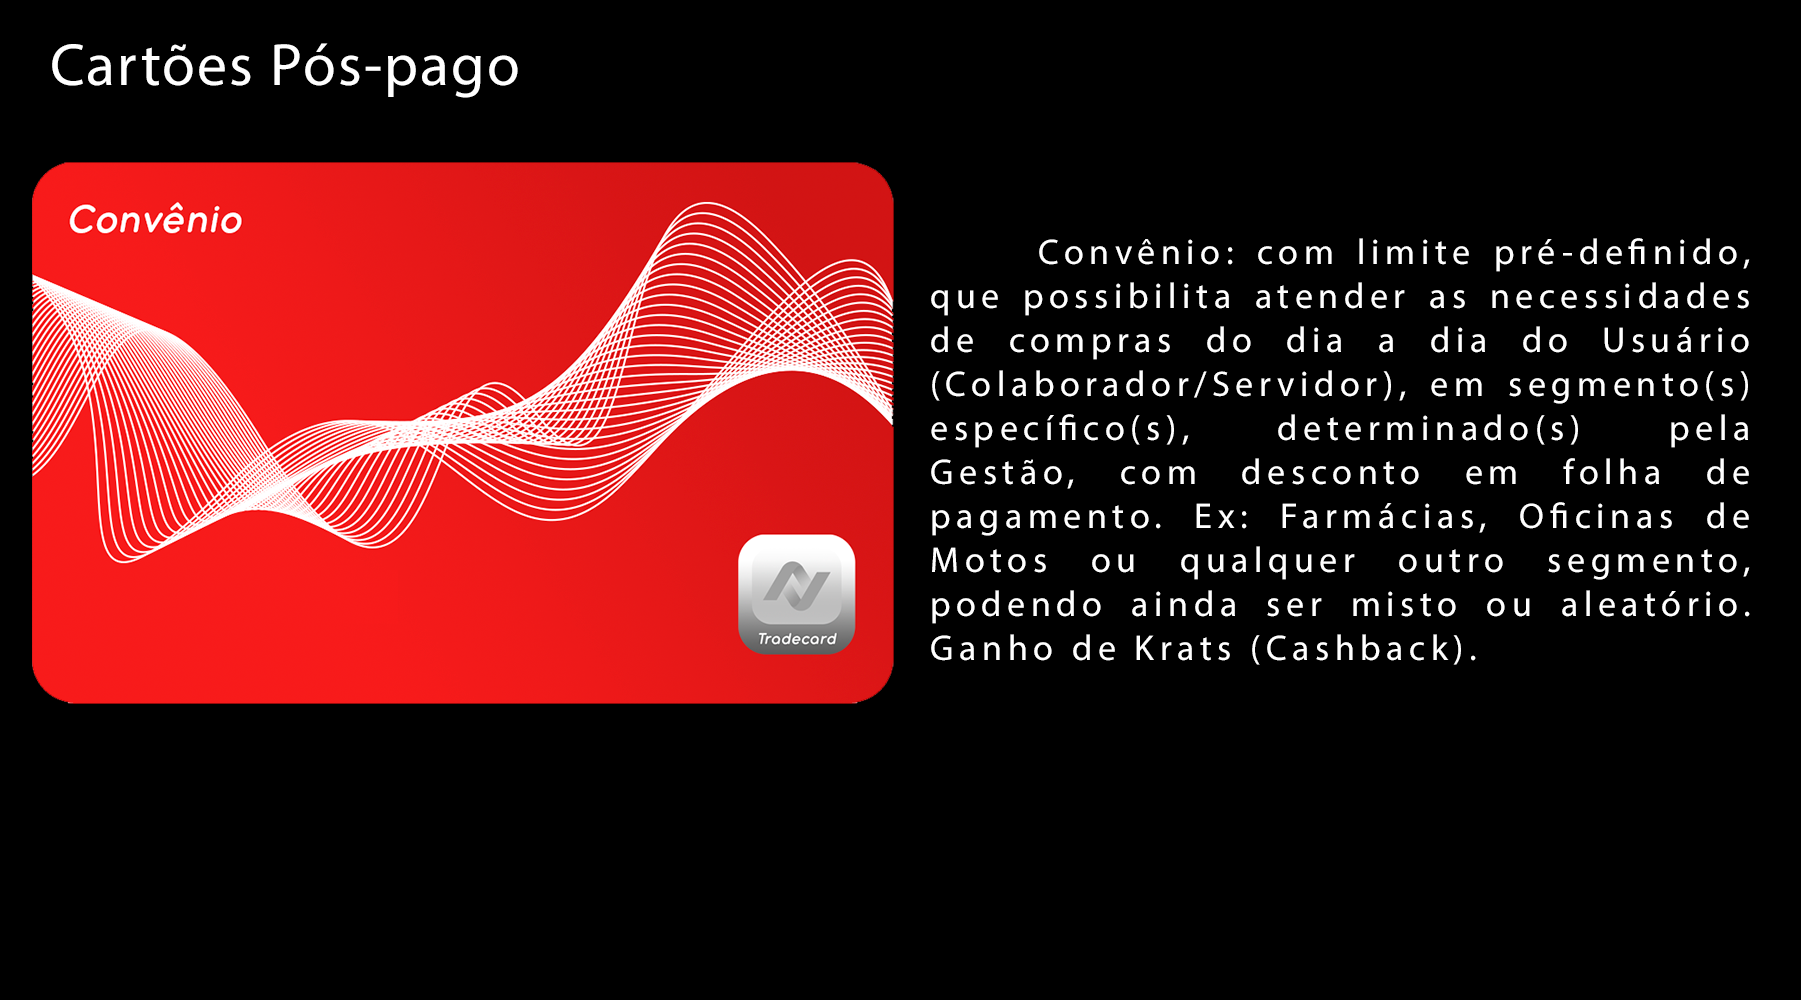 Cartões Pós-pago
Convênio
Tradecard
Convênio: com limite pré-definido,
que possibilita atender as necessidades
de compras do dia a dia do Usuário
(Colaborador/Servidor), em segmento(s)
específico(s), determinado(s) pela
Gestão, com desconto em folha de
pagamento. Ex: Farmácias, Oficinas de
Motos ou qualquer outro segmento,
podendo ainda ser misto ou aleatório.
Ganho de Krats (Cashback).